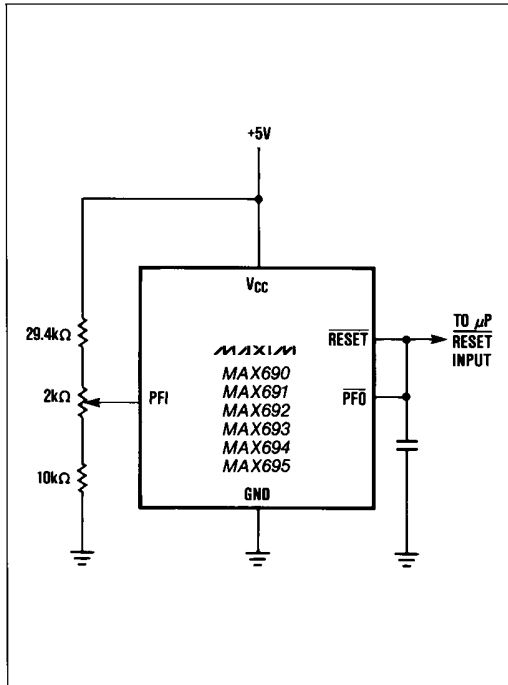 +5V
VCC
29.4kΩ
2kΩ
10kΩ
PFI
MAXIM
MAX690
MAX691
MAX692
MAX693
MAX694
MAX695
GND
RESET
PFO
TO μP
RESET
INPUT